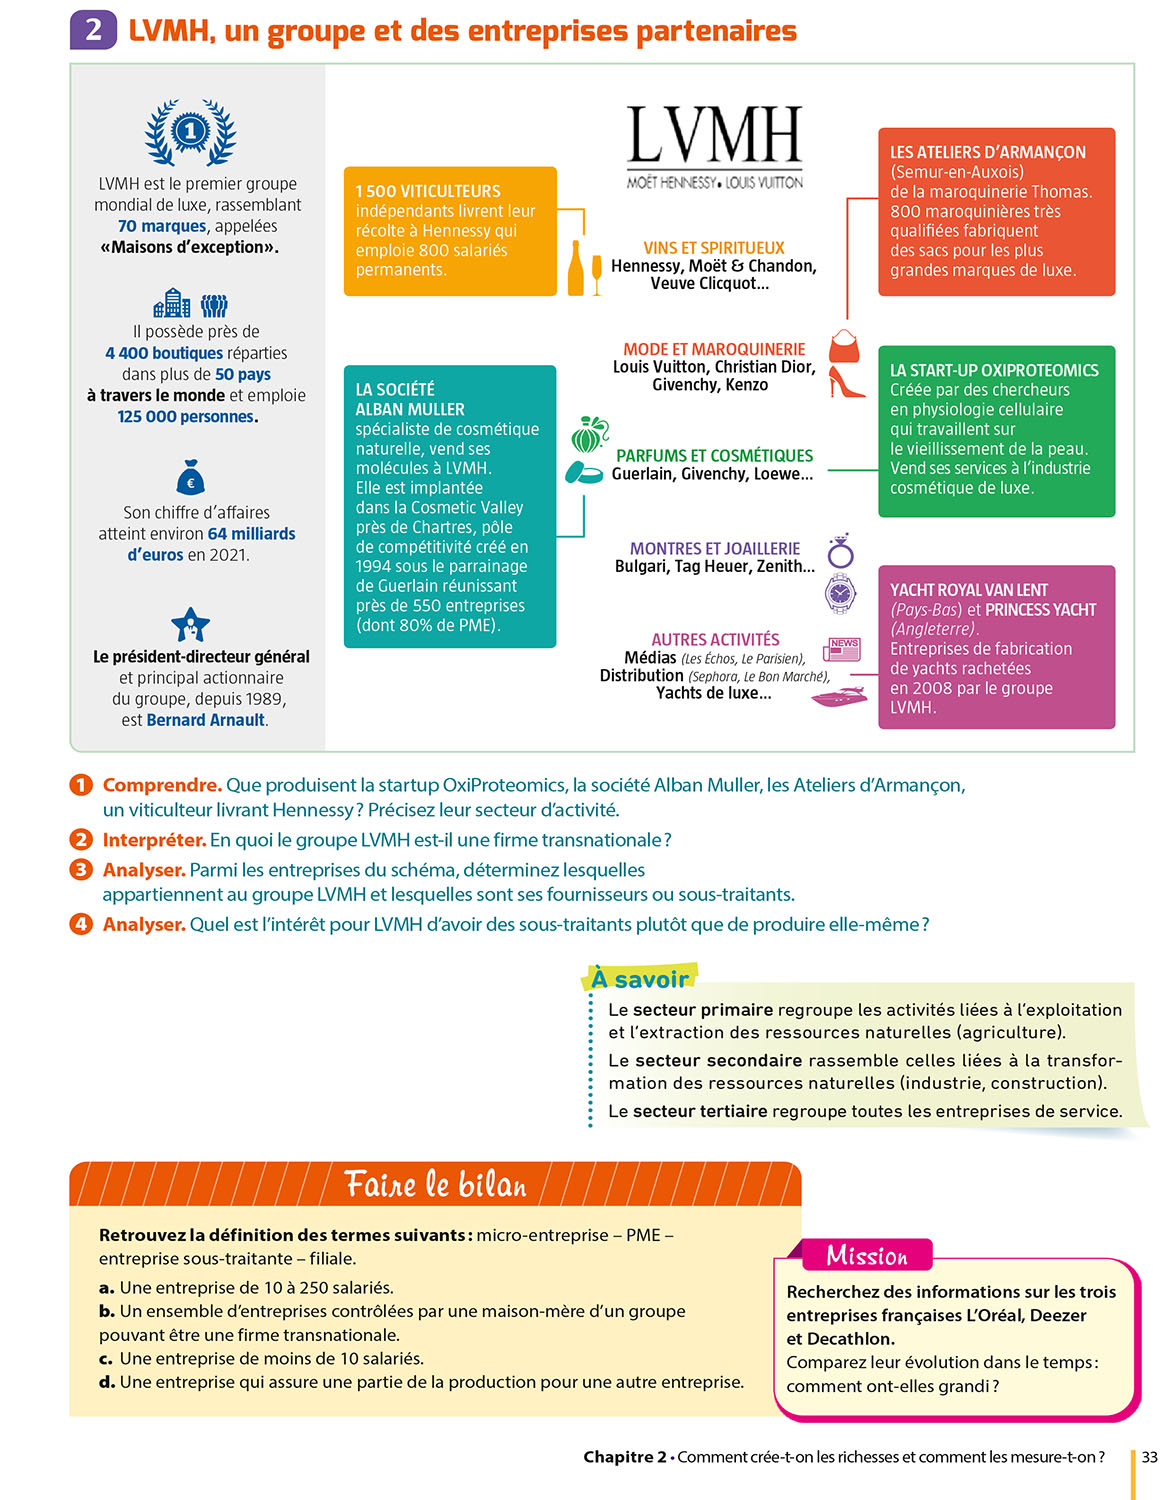 2 LVMH, un groupe et des entreprises partenaires
1
LVMH est le premier groupe
mondial de luxe, rassemblant
70 marques, appelées
«Maisons d'exception».
Il possède près de
4 400 boutiques réparties
dans plus de 50 pays
à travers le monde et emploie
125 000 personnes.
€
Son chiffre d'affaires
atteint environ 64 milliards
d'euros en 2021.
Le président-directeur général
et principal actionnaire
du groupe, depuis 1989,
est Bernard Arnault.
1 500 VITICULTEURS
indépendants livrent leur
récolte à Hennessy qui
emploie 800 salariés
permanents.
LA SOCIÉTÉ
ALBAN MULLER
spécialiste de cosmétique
naturelle, vend ses
molécules à LVMH.
Elle est implantée
dans la Cosmetic Valley
près de Chartres, pôle
de compétitivité créé en
1994 sous le parrainage
de Guerlain réunissant
près de 550 entreprises
(dont 80% de PME).
LVMH
MOËT HENNESSY • LOUIS VUITTON
VINS ET SPIRITUEUX
Hennessy, Moët & Chandon,
Veuve Clicquot...
MODE ET MAROQUINERIE
Louis Vuitton, Christian Dior,
Givenchy, Kenzo
PARFUMS ET COSMÉTIQUES
Guerlain, Givenchy, Loewe...
MONTRES ET JOAILLERIE
Bulgari, Tag Heuer, Zenith...
AUTRES ACTIVITÉS
Médias (Les Échos, Le Parisien),
Distribution (Sephora, Le Bon Marché),
Yachts de luxe...
NEWS
LES ATELIERS D'ARMANÇON
(Semur-en-Auxois)
de la maroquinerie Thomas.
800 maroquinières très
qualifiées fabriquent
des sacs pour les plus
grandes marques de luxe.
LA START-UP OXIPROTEOMICS
Créée par des chercheurs
en physiologie cellulaire
qui travaillent sur
le vieillissement de la peau.
Vend ses services à l'industrie
cosmétique de luxe.
YACHT ROYAL VAN LENT
(Pays-Bas) et PRINCESS YACHT
(Angleterre).
Entreprises de fabrication
de yachts rachetées
en 2008 par le groupe
LVMH.
1 Comprendre. Que produisent la startup OxiProteomics, la société Alban Muller, les Ateliers d'Armançon,
un viticulteur livrant Hennessy ? Précisez leur secteur d'activité.
2 Interpréter. En quoi le groupe LVMH est-il une firme transnationale ?
3 Analyser. Parmi les entreprises du schéma, déterminez lesquelles
appartiennent au groupe LVMH et lesquelles sont ses fournisseurs ou sous-traitants.
4 Analyser. Quel est l'intérêt pour LVMH d'avoir des sous-traitants plutôt que de produire elle-même ?
À savoir
Le secteur primaire regroupe les activités liées à l'exploitation
et l'extraction des ressources naturelles (agriculture).
Le secteur secondaire rassemble celles liées à la transfor-
mation des ressources naturelles (industrie, construction).
Le secteur tertiaire regroupe toutes les entreprises de service.
Faire le bilan
Retrouvez la définition des termes suivants : micro-entreprise – PME –
entreprise sous-traitante – filiale.
a. Une entreprise de 10 à 250 salariés.
b. Un ensemble d'entreprises contrôlées par une maison-mère d'un groupe
pouvant être une firme transnationale.
c. Une entreprise de moins de 10 salariés.
d. Une entreprise qui assure une partie de la production pour une autre entreprise.
Mission
Recherchez des informations sur les trois
entreprises françaises L'Oréal, Deezer
et Decathlon.
Comparez leur évolution dans le temps :
comment ont-elles grandi ?
Chapitre 2 • Comment crée-t-on les richesses et comment les mesure-t-on ? 33